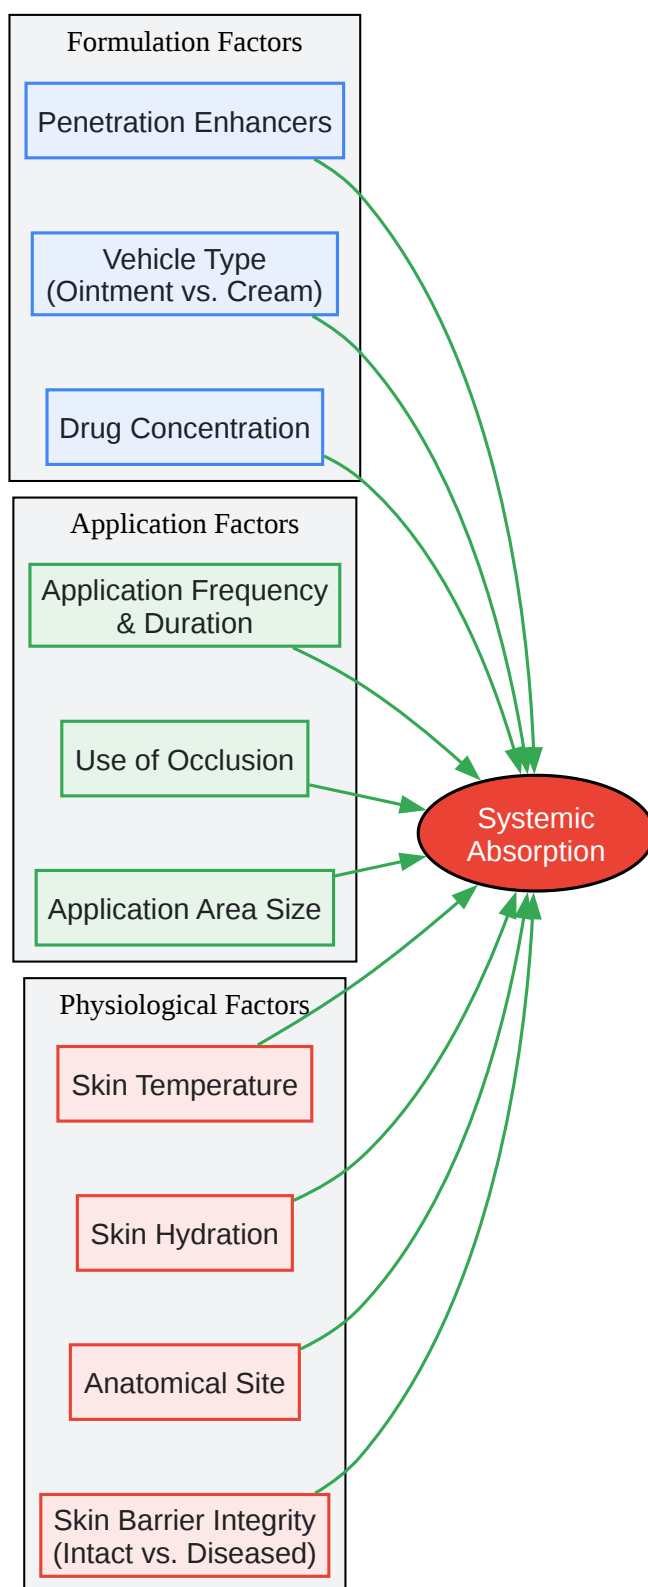 Formulation Factors
Penetration Enhancers
Vehicle Type
(Ointment vs. Cream)
Drug Concentration
Application Factors
Application Frequency
& Duration
Use of Occlusion
Application Area Size
Systemic
Absorption
Physiological Factors
Skin Temperature
Skin Hydration
Anatomical Site
Skin Barrier Integrity
(Intact vs. Diseased)